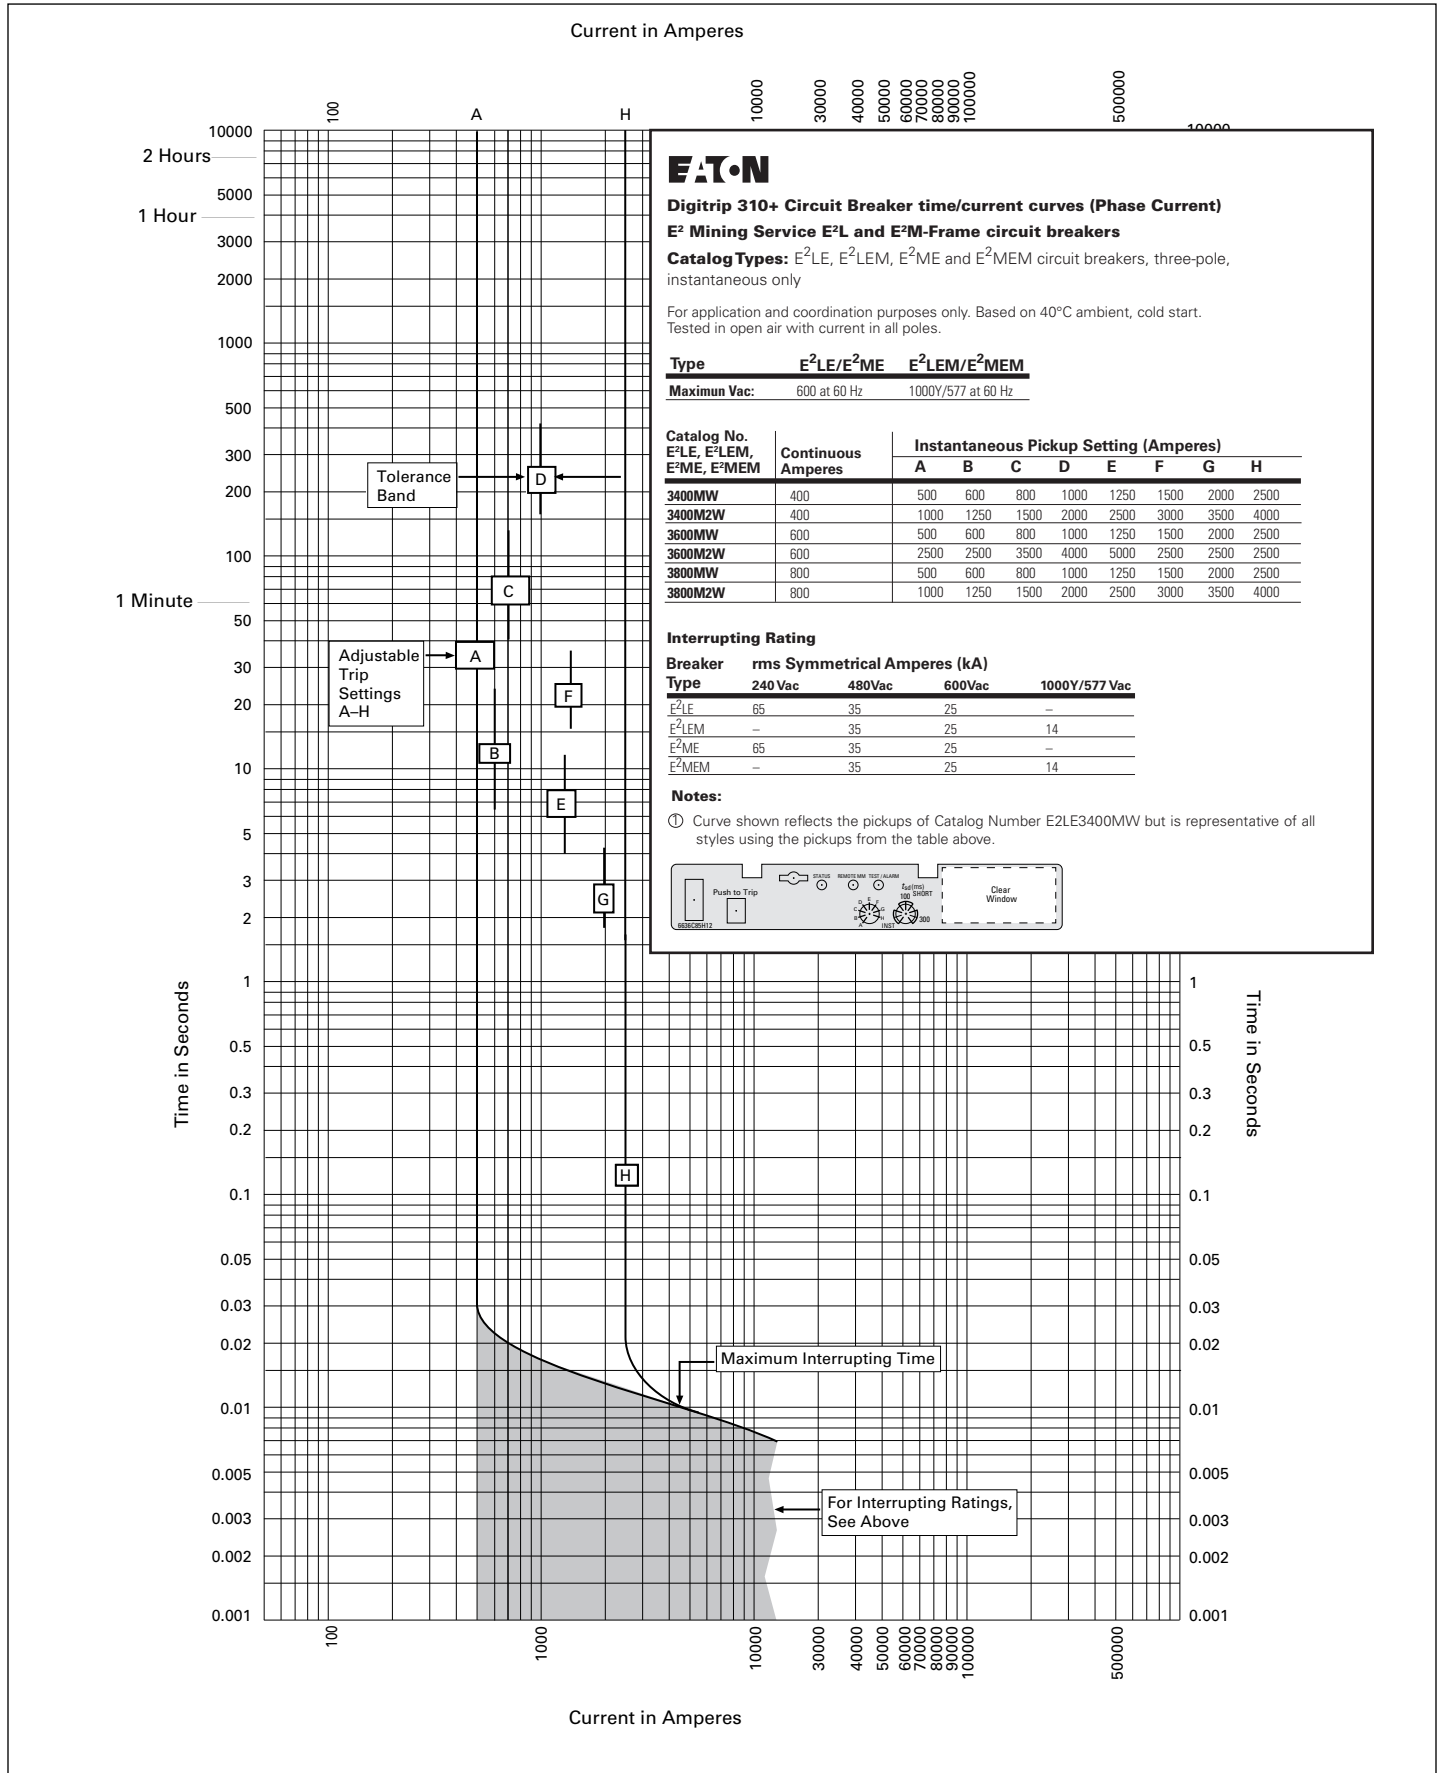 Current in Amperes
100
A
H
10000
30000
40000
50000
60000
70000
80000
90000
100000
500000
10000
2 Hours
5000
1 Hour
3000
2000
1000
500
300
200
100
1 Minute
50
30
20
10
5
3
2
1
0.5
0.3
0.2
0.1
0.05
0.03
0.02
0.01
0.005
0.003
0.002
0.001
Time in Seconds
Tolerance
Band
D
C
Adjustable
Trip
Settings
A–H
A
F
B
E
G
H
Maximum Interrupting Time
For Interrupting Ratings,
See Above
10000
EATON
Digitrip 310+ Circuit Breaker time/current curves (Phase Current)
E² Mining Service E²L and E²M-Frame circuit breakers
Catalog Types: E²LE, E²LEM, E²ME and E²MEM circuit breakers, three-pole,
instantaneous only
For application and coordination purposes only. Based on 40°C ambient, cold start.
Tested in open air with current in all poles.
Type E²LE/E²ME E²LEM/E²MEM
Maximun Vac: 600 at 60 Hz 1000Y/577 at 60 Hz
Catalog No.
E²LE, E²LEM,
E²ME, E²MEM
Continuous
Amperes
Instantaneous Pickup Setting (Amperes)
A B C D E F G H
3400MW 400 500 600 800 1000 1250 1500 2000 2500
3400M2W 400 1000 1250 1500 2000 2500 3000 3500 4000
3600MW 600 500 600 800 1000 1250 1500 2000 2500
3600M2W 600 2500 2500 3500 4000 5000 2500 2500 2500
3800MW 800 500 600 800 1000 1250 1500 2000 2500
3800M2W 800 1000 1250 1500 2000 2500 3000 3500 4000
Interrupting Rating
Breaker
Type
rms Symmetrical Amperes (kA)
240 Vac 480Vac 600Vac 1000Y/577 Vac
E²LE 65 35 25 –
E²LEM – 35 25 14
E²ME 65 35 25 –
E²MEM – 35 25 14
Notes:
① Curve shown reflects the pickups of Catalog Number E2LE3400MW but is representative of all
styles using the pickups from the table above.
6636C85H12
Push to Trip
STATUS
REMOTE MM
TEST / ALARM
A B C D E F G H
INST
tsd (ms)
100 SHORT
300
Clear
Window
1
0.5
0.3
0.2
0.1
0.05
0.03
0.02
0.01
0.005
0.003
0.002
0.001
Time in Seconds
100
1000
10000
30000
40000
50000
60000
70000
80000
90000
100000
500000
Current in Amperes